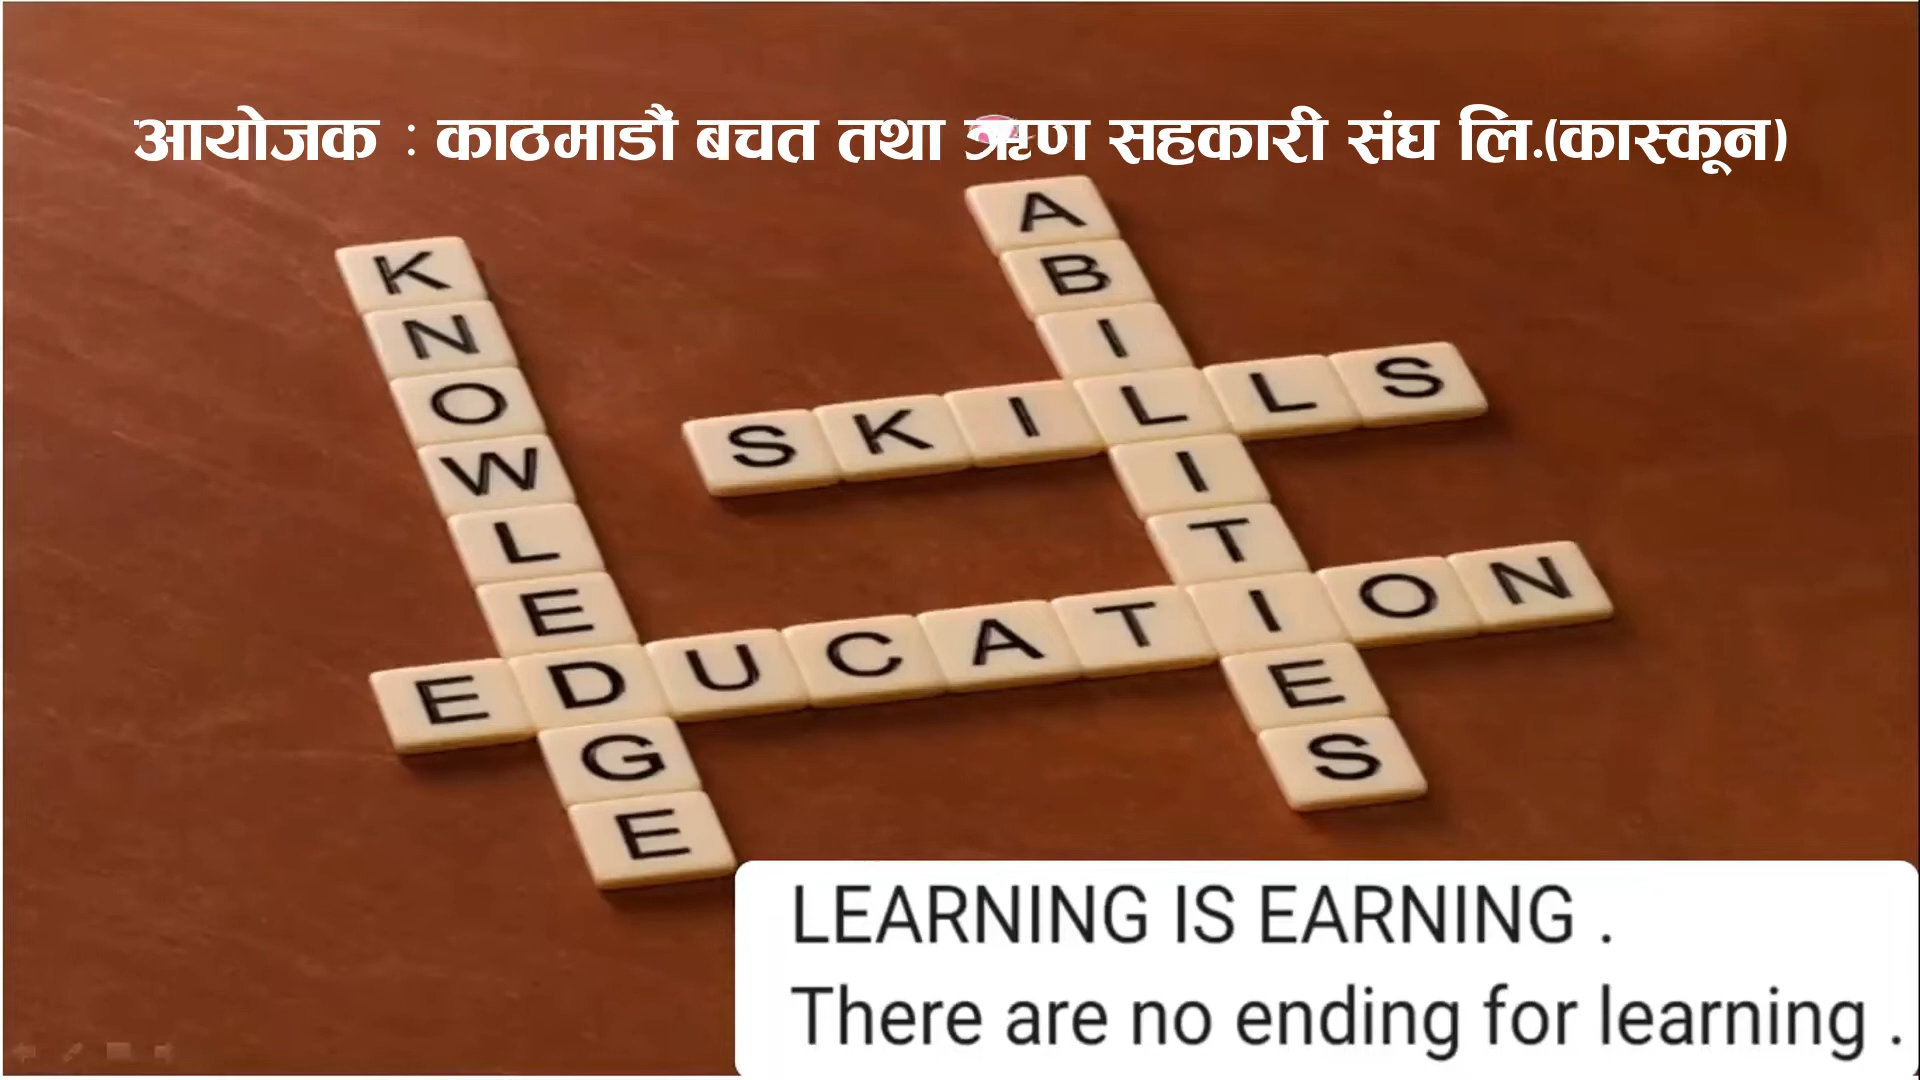 आयोजक : काठमाडौं बचत तथा ऋण सहकारी संघ लि.(कास्कून)
KNOWLEDGE
ABILITIES
SKILLS
EDUCATION
LEARNING IS EARNING .
There are no ending for learning .